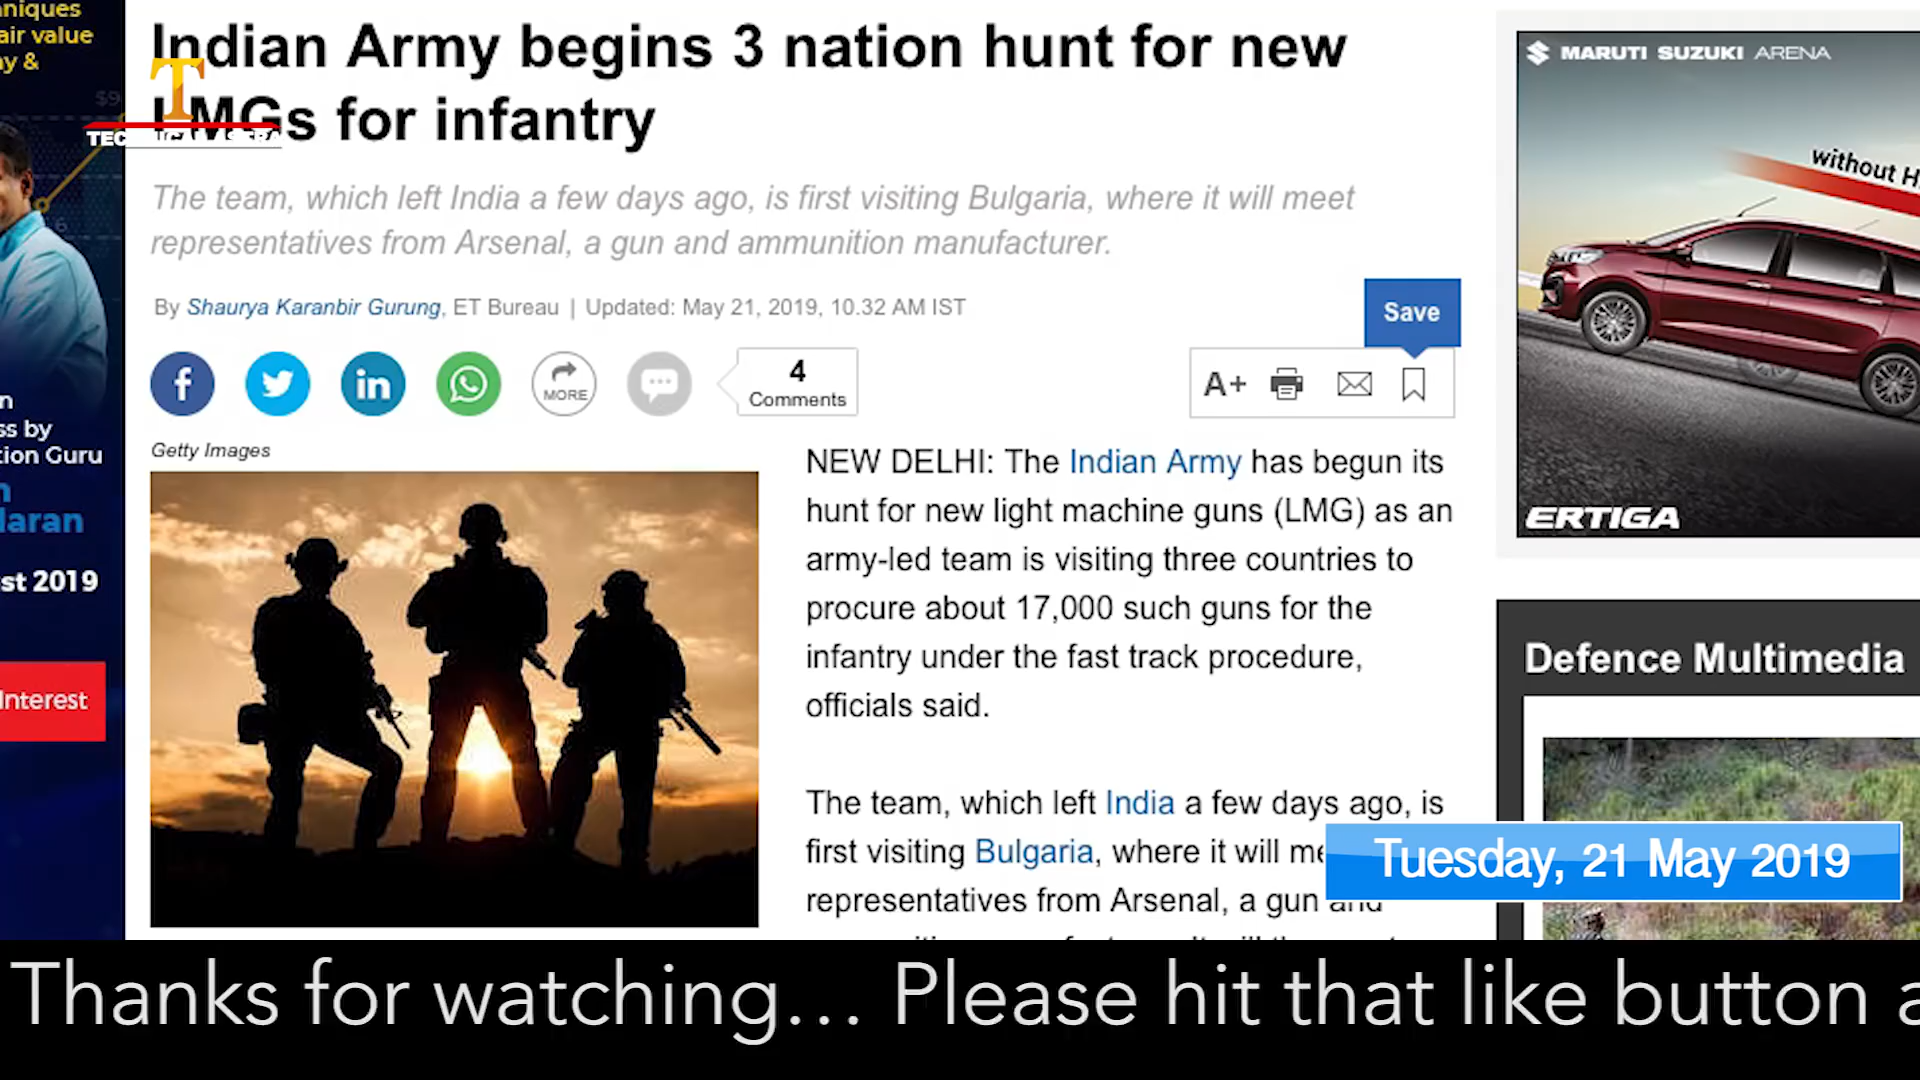 Indian Army begins 3 nation hunt for new
LMGs for infantry
The team, which left India a few days ago, is first visiting Bulgaria, where it will meet
representatives from Arsenal, a gun and ammunition manufacturer.
By Shaurya Karanbir Gurung, ET Bureau | Updated: May 21, 2019, 10.32 AM IST
Save
MORE
4
Comments
A+
Getty Images
NEW DELHI: The Indian Army has begun its
hunt for new light machine guns (LMG) as an
army-led team is visiting three countries to
procure about 17,000 such guns for the
infantry under the fast track procedure,
officials said.
The team, which left India a few days ago, is
first visiting Bulgaria, where it will me
representatives from Arsenal, a gun and
niques
air value
ay &
$9
6
n
ss by
tion Guru
n
laran
st 2019
Interest
T
MARUTI SUZUKI ARENA
without H
ERTIGA
Defence Multimedia
Tuesday, 21 May 2019
Thanks for watching... Please hit that like button a